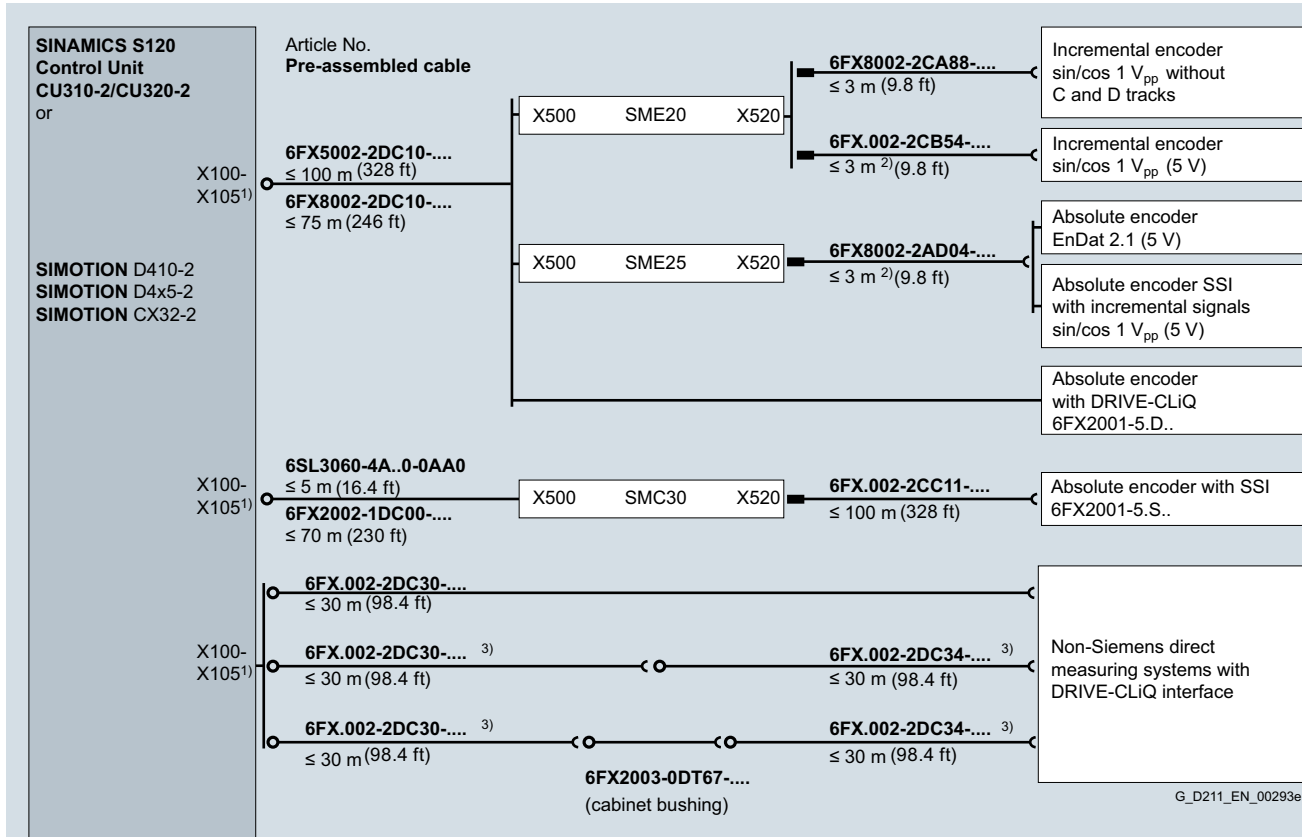 SINAMICS S120
Control Unit
CU310-2/CU320-2
or
SIMOTION D410-2
SIMOTION D4x5-2
SIMOTION CX32-2
Article No.
Pre-assembled cable
X100-
X105¹⁾
6FX5002-2DC10-....
≤ 100 m (328 ft)
6FX8002-2DC10-....
≤ 75 m (246 ft)
X500 SME20 X520
6FX8002-2CA88-....
≤ 3 m (9.8 ft)
Incremental encoder
sin/cos 1 Vpp without
C and D tracks
6FX.002-2CB54-....
≤ 3 m ²⁾ (9.8 ft)
Incremental encoder
sin/cos 1 Vpp (5 V)
X500 SME25 X520
6FX8002-2AD04-....
≤ 3 m ²⁾ (9.8 ft)
Absolute encoder
EnDat 2.1 (5 V)
Absolute encoder SSI
with incremental signals
sin/cos 1 Vpp (5 V)
Absolute encoder
with DRIVE-CLiQ
6FX2001-5.D..
X100-
X105¹⁾
6SL3060-4A..0-0AA0
≤ 5 m (16.4 ft)
6FX2002-1DC00-....
≤ 70 m (230 ft)
X500 SMC30 X520
6FX.002-2CC11-....
≤ 100 m (328 ft)
Absolute encoder with SSI
6FX2001-5.S..
X100-
X105¹⁾
6FX.002-2DC30-....
≤ 30 m (98.4 ft)
6FX.002-2DC30-.... ³⁾
≤ 30 m (98.4 ft)
6FX.002-2DC34-.... ³⁾
≤ 30 m (98.4 ft)
6FX.002-2DC30-.... ³⁾
≤ 30 m (98.4 ft)
6FX2003-0DT67-....
(cabinet bushing)
6FX.002-2DC34-.... ³⁾
≤ 30 m (98.4 ft)
Non-Siemens direct
measuring systems with
DRIVE-CLiQ interface
G_D211_EN_00293e